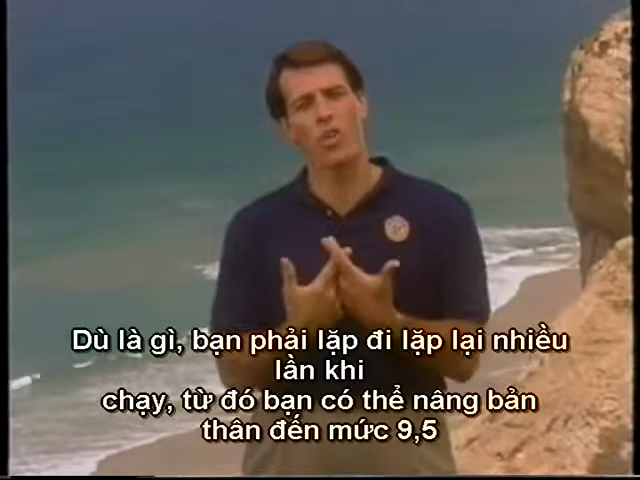 Dù là gì, bạn phải lặp đi lặp lại nhiều
lần khi
chạy, từ đó bạn có thể nâng bản
thân đến mức 9,5